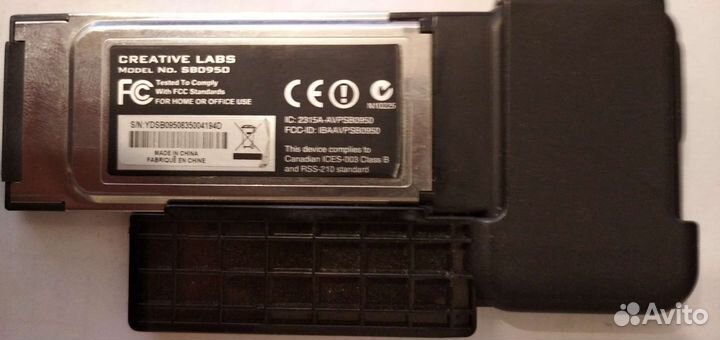 CREATIVE LABS
MODEL NO. SB0950
FC Tested To Comply
With FCC Standards
FOR HOME OR OFFICE USE
S/N:YDSB0950835004194D
MADE IN CHINA
FABRIQUÉ EN CHINE
CE
N10225
IC: 2315A-AVPSB0950
FCC-ID: IBAAVPSB0950
This device complies to
Canadian ICES-003 Class B
and RSS-210 standard
Avito